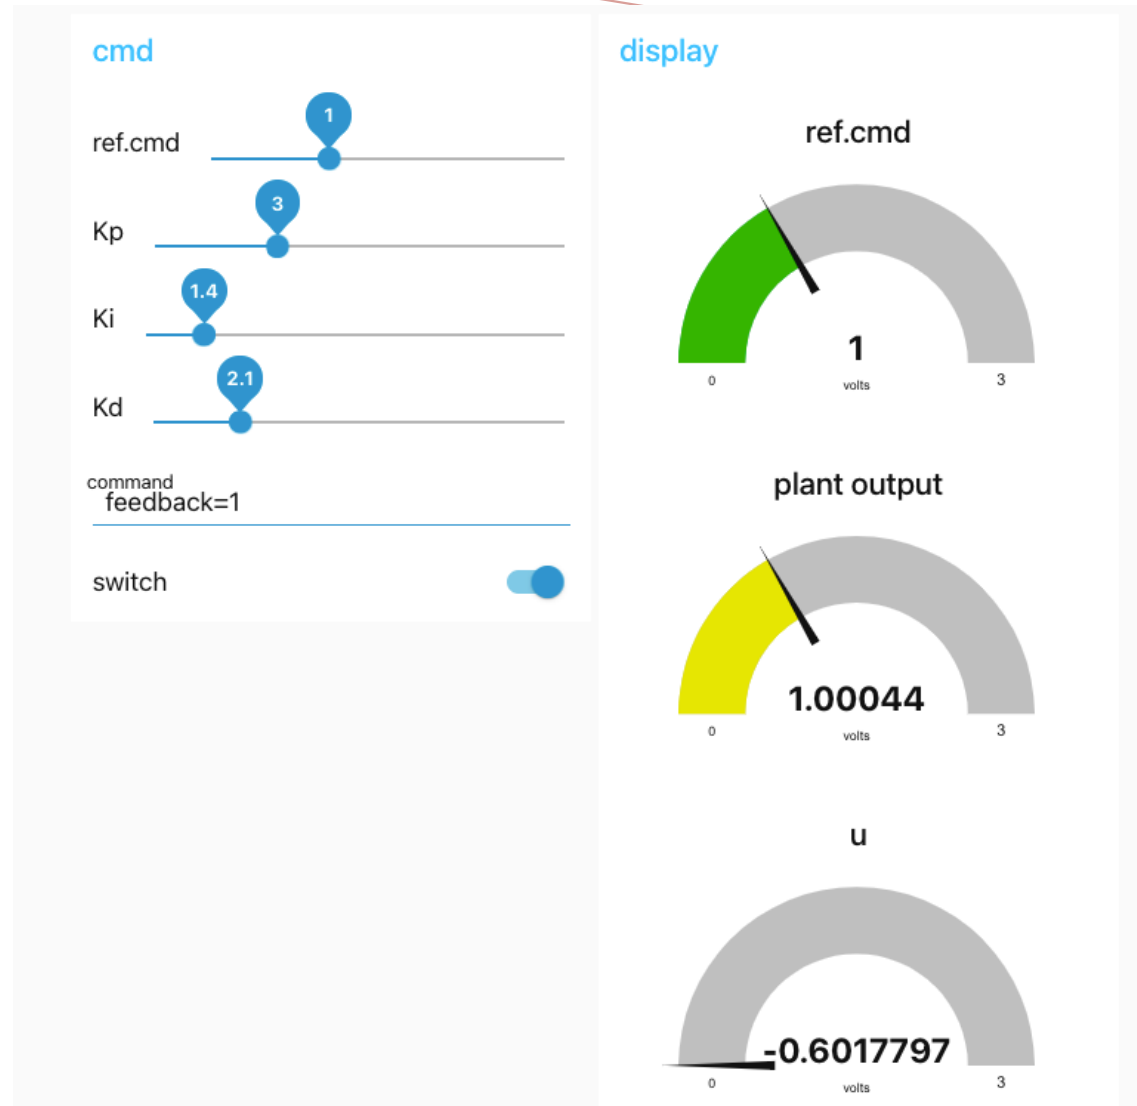 cmd
ref.cmd
1
Kp
3
Ki
1.4
Kd
2.1
command
feedback=1
switch
display
ref.cmd
1
volts
0
3
plant output
1.00044
volts
0
3
u
-0.6017797
volts
0
3